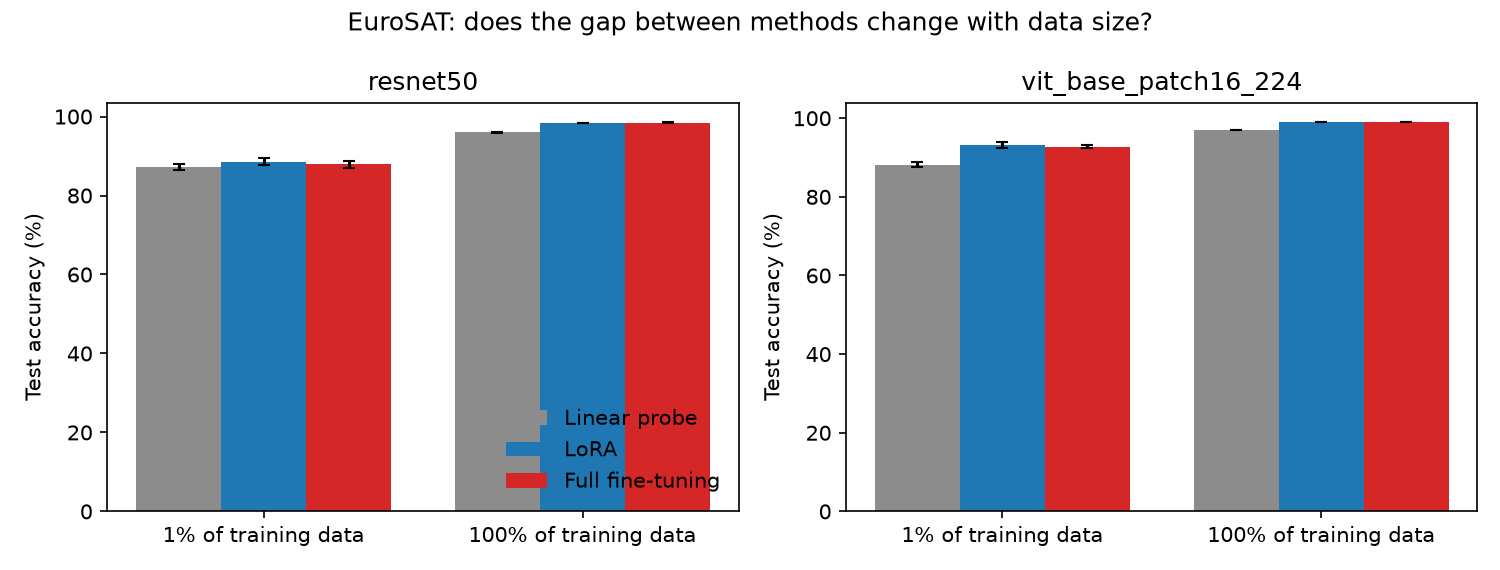 EuroSAT: does the gap between methods change with data size?
resnet50
Test accuracy (%)
100
80
60
40
20
0
1% of training data
100% of training data
Linear probe
LoRA
Full fine-tuning
vit_base_patch16_224
Test accuracy (%)
100
80
60
40
20
0
1% of training data
100% of training data